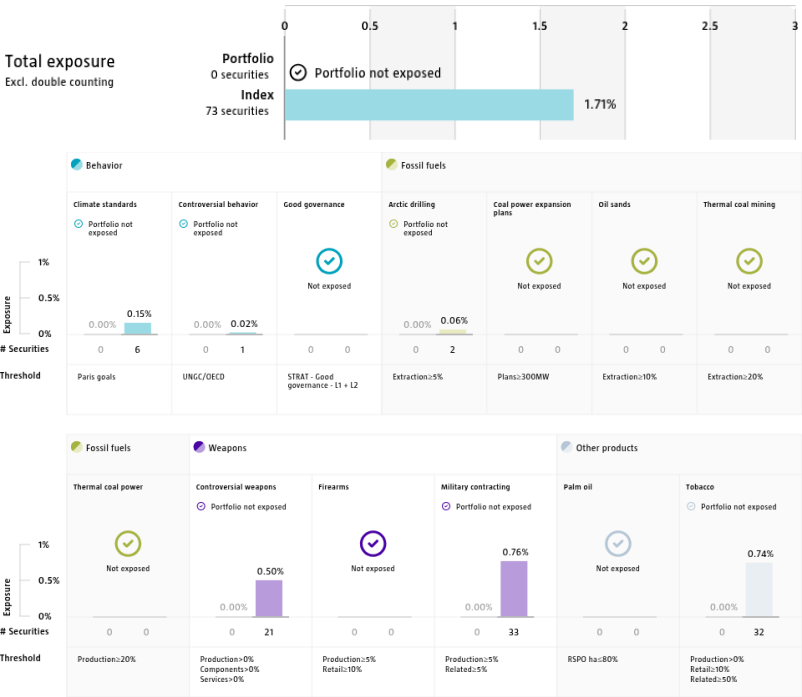 0 0.5 1 1.5 2 2.5 3
Total exposure
Excl. double counting
Portfolio
0 securities
Portfolio not exposed
Index
73 securities
1.71%
Behavior
Fossil fuels
Climate standards
Controversial behavior
Good governance
Arctic drilling
Coal power expansion
plans
Oil sands
Thermal coal mining
Portfolio not
exposed
Portfolio not
exposed
Portfolio not
exposed
Not exposed
Not exposed
Not exposed
Not exposed
Exposure
1%
0.5%
0%
0.00% 0.15%
0.00% 0.02%
0.00% 0.06%
# Securities 0 6 0 1 0 0 0 2 0 0 0 0 0 0
Threshold
Paris goals
UNGC/OECD
STRAT - Good
governance - L1 + L2
Extraction≥5%
Plans≥300MW
Extraction≥10%
Extraction≥20%
Fossil fuels
Weapons
Other products
Thermal coal power
Controversial weapons
Firearms
Military contracting
Palm oil
Tobacco
Portfolio not exposed
Portfolio not exposed
Portfolio not exposed
Not exposed
Not exposed
Not exposed
Exposure
1%
0.5%
0%
0.00% 0.50%
0.00% 0.76%
0.00% 0.74%
# Securities 0 0 0 21 0 0 0 33 0 0 0 32
Threshold
Production≥20%
Production>0%
Components>0%
Services>0%
Production≥5%
Retail≥10%
Production≥5%
Related≥5%
RSPO ha≤80%
Production>0%
Retail≥10%
Related≥50%